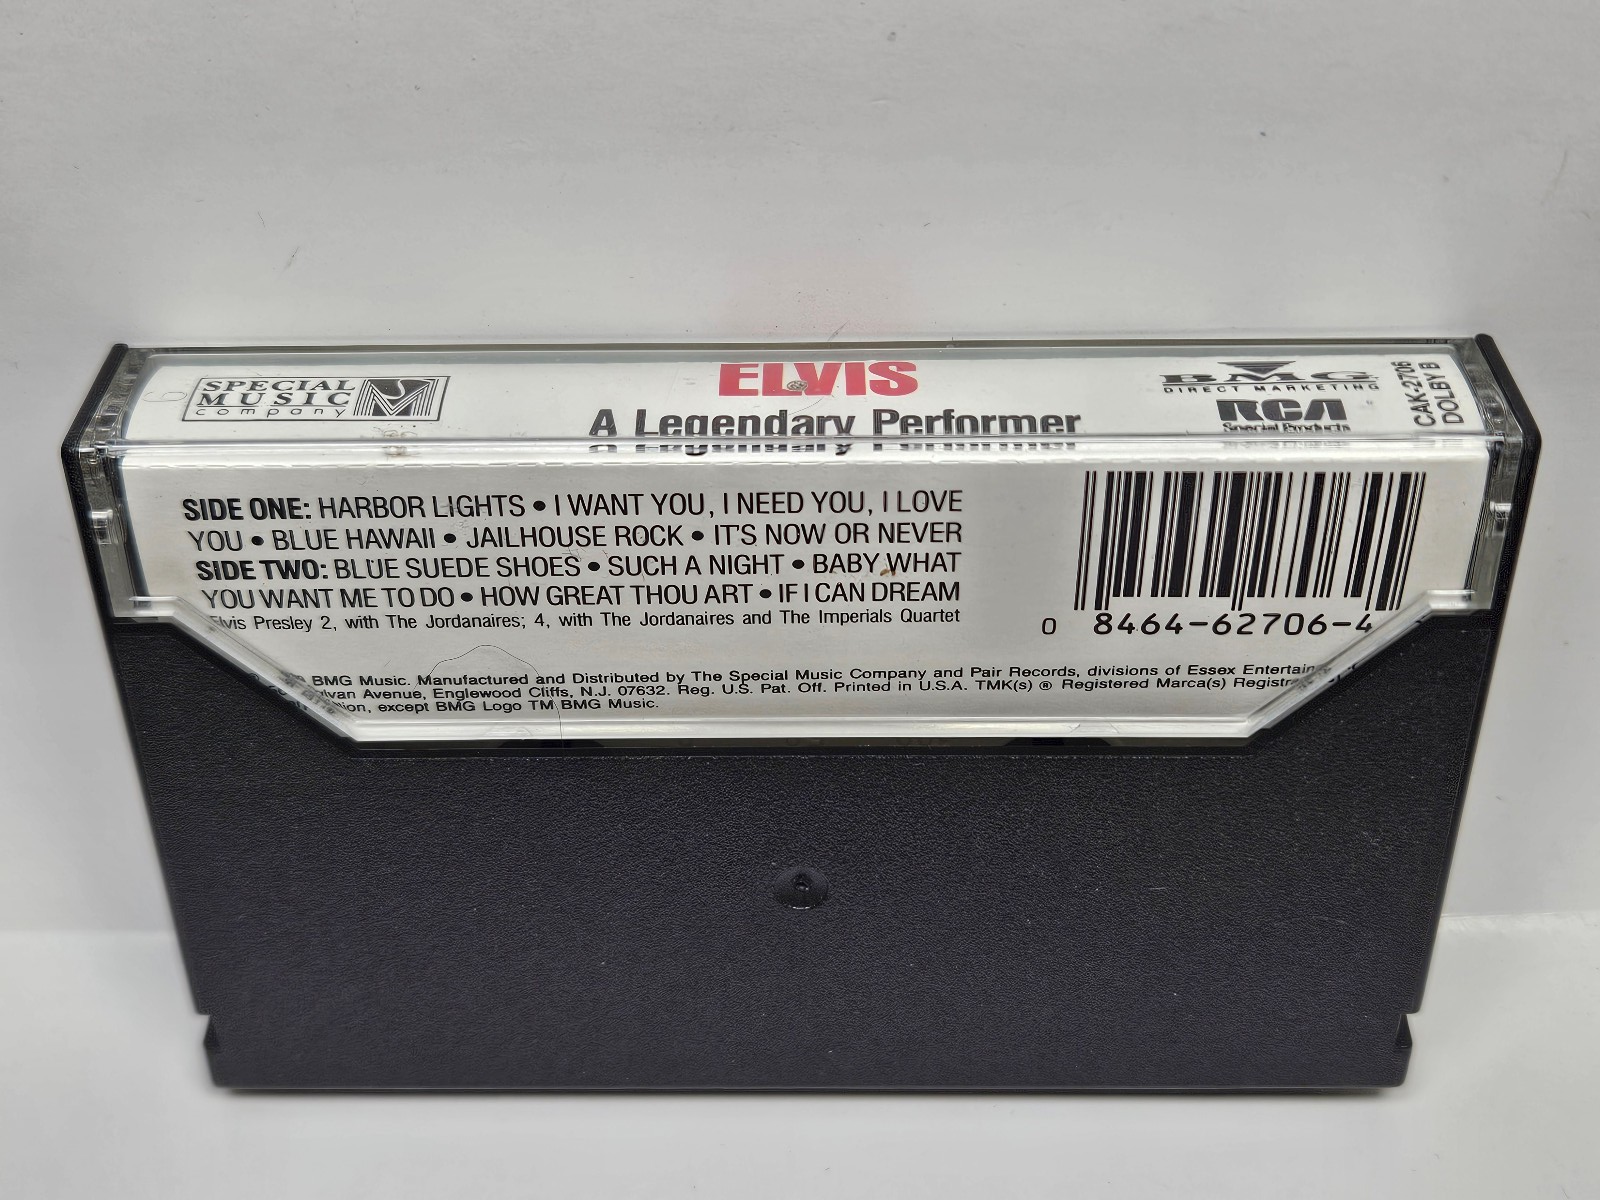 SPECIAL
MUSIC
company
ELVIS
A Legendary Performer
BMG
DIRECT MARKETING
RCA
Special Products
CAK-2706
DOLBY B
SIDE ONE: HARBOR LIGHTS • I WANT YOU, I NEED YOU, I LOVE
YOU • BLUE HAWAII • JAILHOUSE ROCK • IT'S NOW OR NEVER
SIDE TWO: BLUE SUEDE SHOES • SUCH A NIGHT • BABY WHAT
YOU WANT ME TO DO • HOW GREAT THOU ART • IF I CAN DREAM
Elvis Presley 2, with The Jordanaires; 4, with The Jordanaires and The Imperials Quartet
0 8464-62706-4
BMG Music. Manufactured and Distributed by The Special Music Company and Pair Records, divisions of Essex
Avenue, Englewood Cliffs, N.J. 07632. Reg. U.S. Pat. Off. Printed in U.S.A. TMK(s) ® Registered Marca(s)
except BMG Logo TM BMG Music.